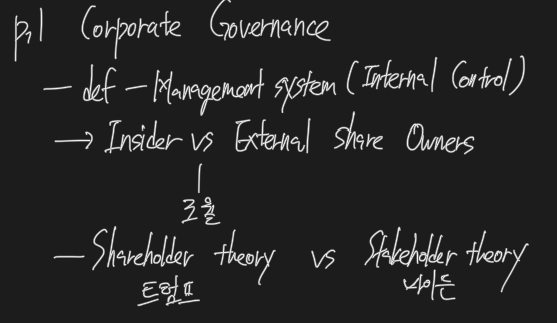 p.1 Corporate Governance
- def - Management system (Internal Control)
→ Insider vs External share Owners
조율
- Shareholder theory vs Stakeholder theory
트럼프 바이든